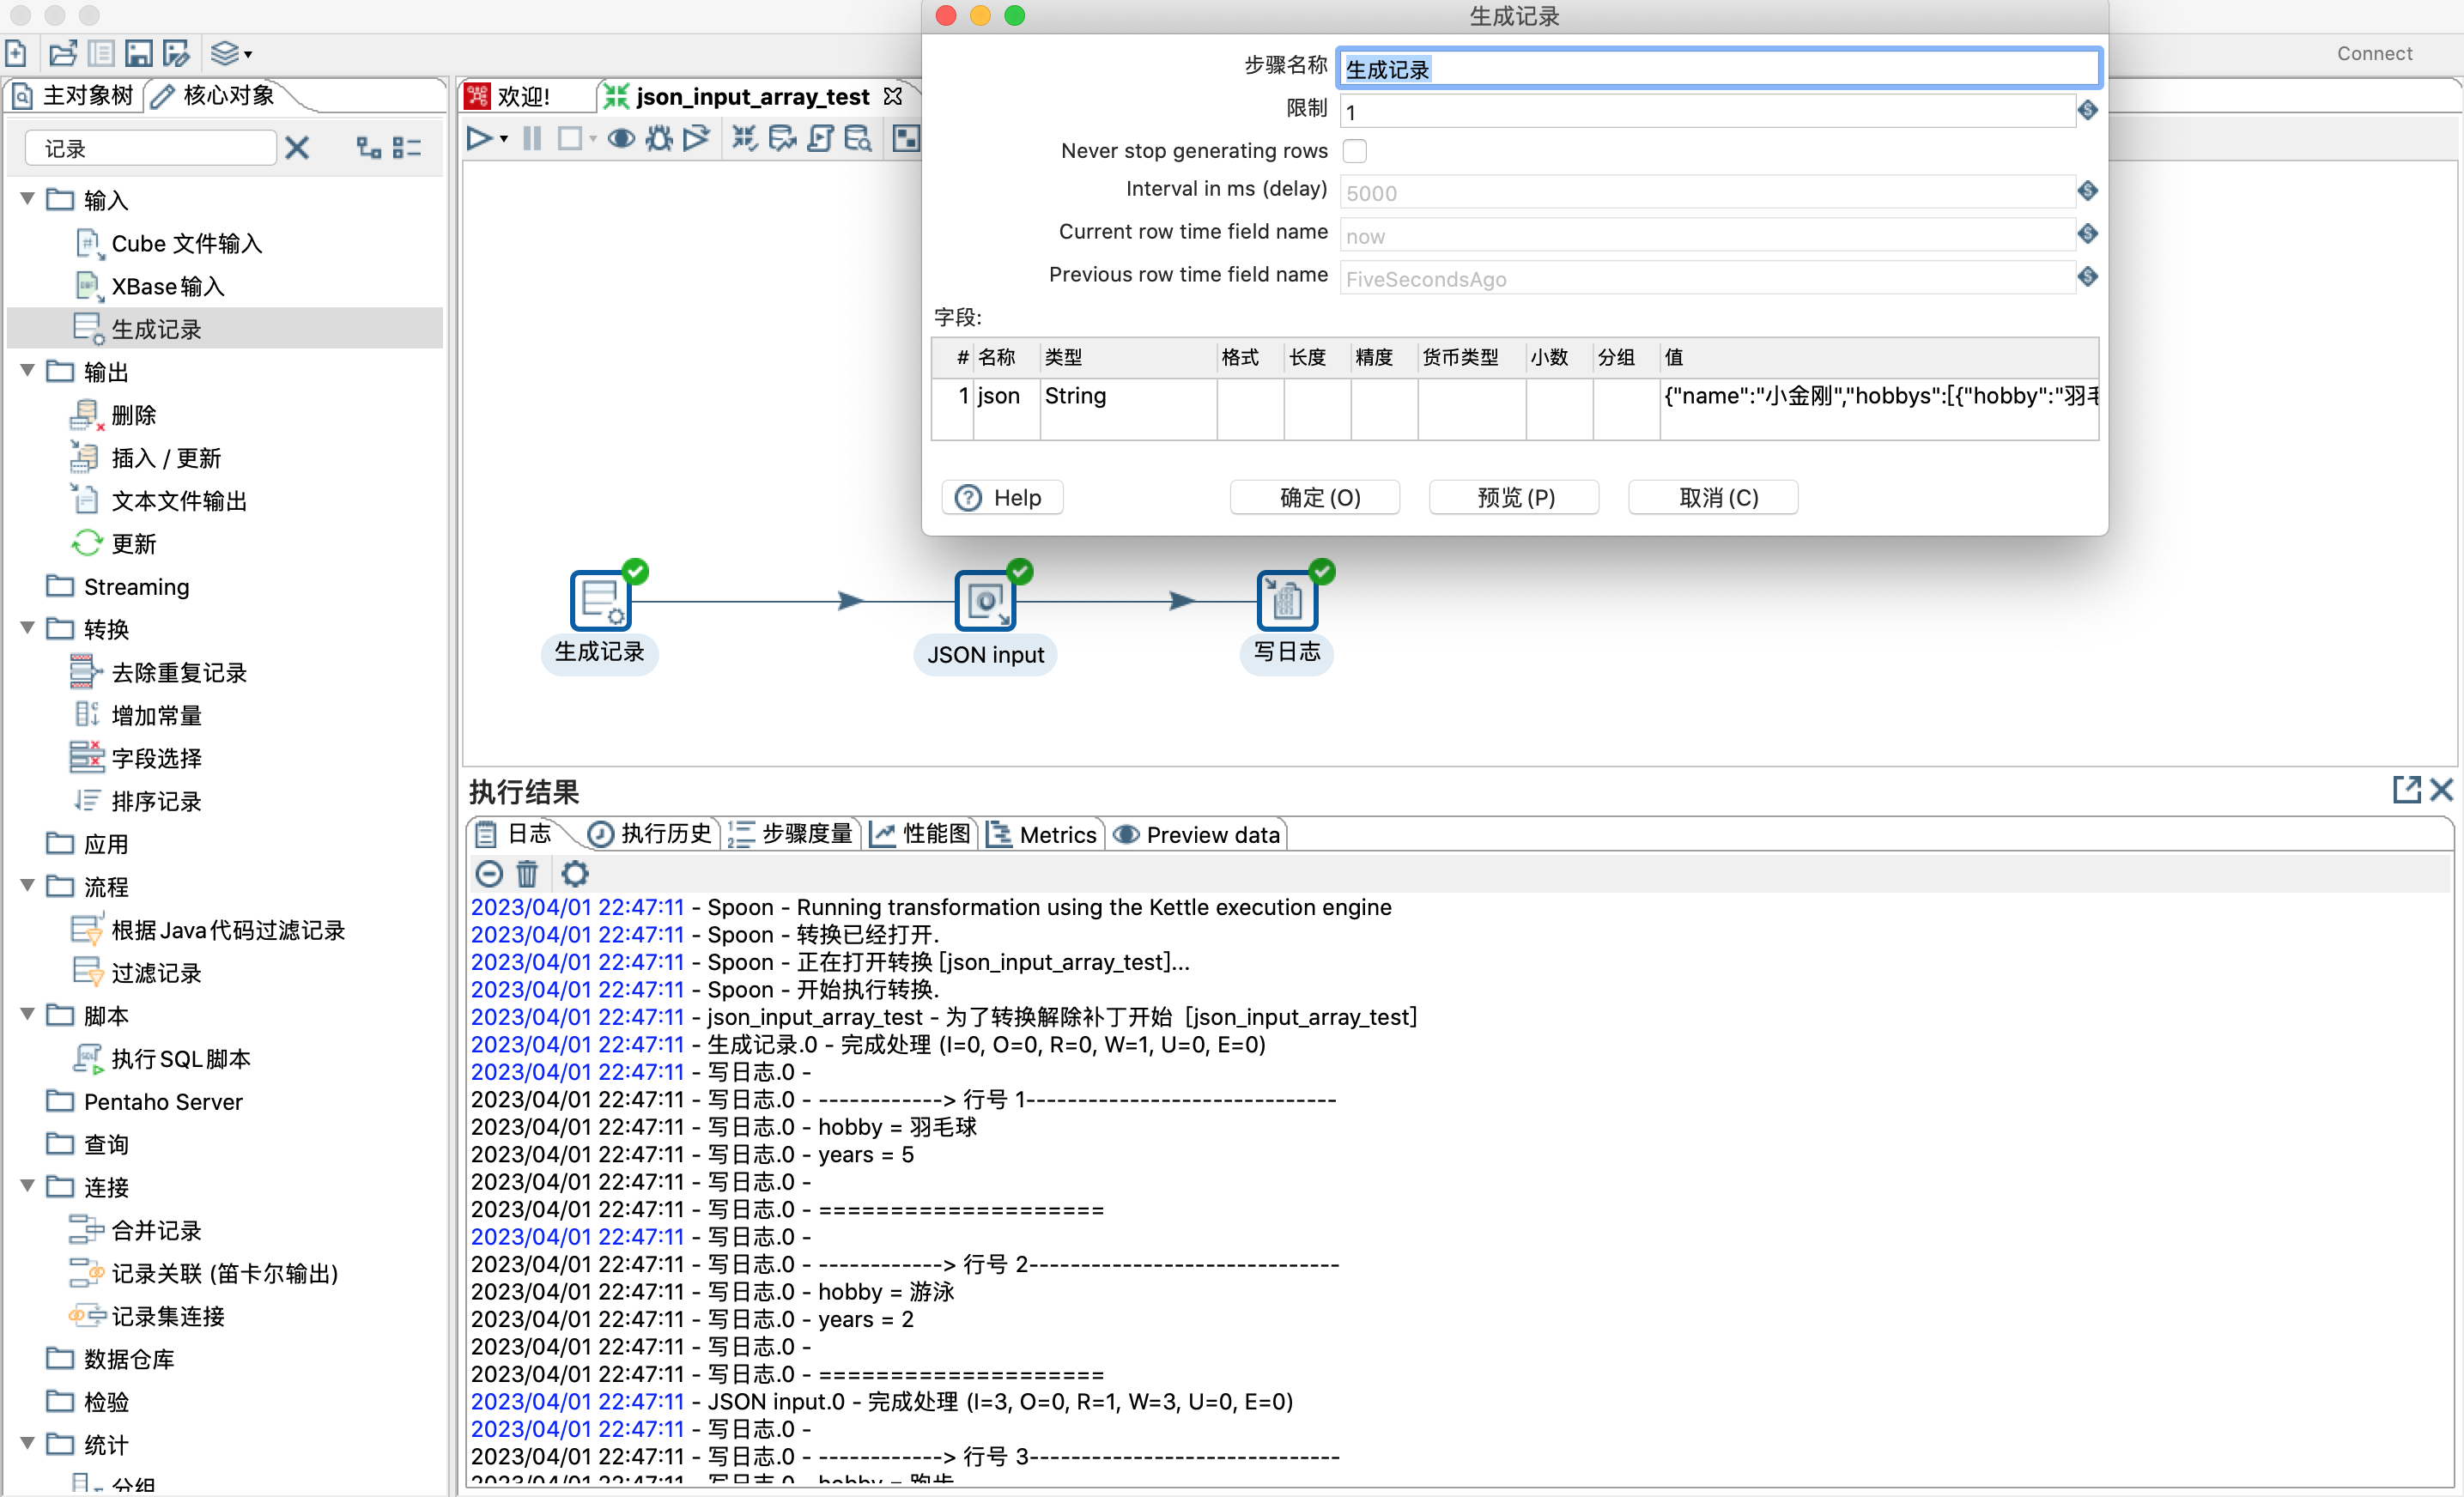 生成记录
Connect
步骤名称 生成记录
限制 1
Never stop generating rows
Interval in ms (delay) 5000
Current row time field name now
Previous row time field name FiveSecondsAgo
字段:
# 名称 类型 格式 长度 精度 货币类型 小数 分组 值
1 json String {"name":"小金刚","hobbys":[{"hobby":"羽毛
Help 确定(O) 预览(P) 取消(C)
主对象树 核心对象
记录
输入
Cube 文件输入
XBase输入
生成记录
输出
删除
插入 / 更新
文本文件输出
更新
Streaming
转换
去除重复记录
增加常量
字段选择
排序记录
应用
流程
根据Java代码过滤记录
过滤记录
脚本
执行SQL脚本
Pentaho Server
查询
连接
合并记录
记录关联 (笛卡尔输出)
记录集连接
数据仓库
检验
统计
分组
欢迎! json_input_array_test
生成记录 JSON input 写日志
执行结果
日志 执行历史 步骤度量 性能图 Metrics Preview data
2023/04/01 22:47:11 - Spoon - Running transformation using the Kettle execution engine
2023/04/01 22:47:11 - Spoon - 转换已经打开.
2023/04/01 22:47:11 - Spoon - 正在打开转换 [json_input_array_test]...
2023/04/01 22:47:11 - Spoon - 开始执行转换.
2023/04/01 22:47:11 - json_input_array_test - 为了转换解除补丁开始 [json_input_array_test]
2023/04/01 22:47:11 - 生成记录.0 - 完成处理 (I=0, O=0, R=0, W=1, U=0, E=0)
2023/04/01 22:47:11 - 写日志.0 -
2023/04/01 22:47:11 - 写日志.0 - ------------> 行号 1------------------------------
2023/04/01 22:47:11 - 写日志.0 - hobby = 羽毛球
2023/04/01 22:47:11 - 写日志.0 - years = 5
2023/04/01 22:47:11 - 写日志.0 -
2023/04/01 22:47:11 - 写日志.0 - ====================
2023/04/01 22:47:11 - 写日志.0 -
2023/04/01 22:47:11 - 写日志.0 - ------------> 行号 2------------------------------
2023/04/01 22:47:11 - 写日志.0 - hobby = 游泳
2023/04/01 22:47:11 - 写日志.0 - years = 2
2023/04/01 22:47:11 - 写日志.0 -
2023/04/01 22:47:11 - 写日志.0 - ====================
2023/04/01 22:47:11 - JSON input.0 - 完成处理 (I=3, O=0, R=1, W=3, U=0, E=0)
2023/04/01 22:47:11 - 写日志.0 -
2023/04/01 22:47:11 - 写日志.0 - ------------> 行号 3------------------------------
2023/04/01 22:47:11 - 写日志.0 - hobby = 跑步